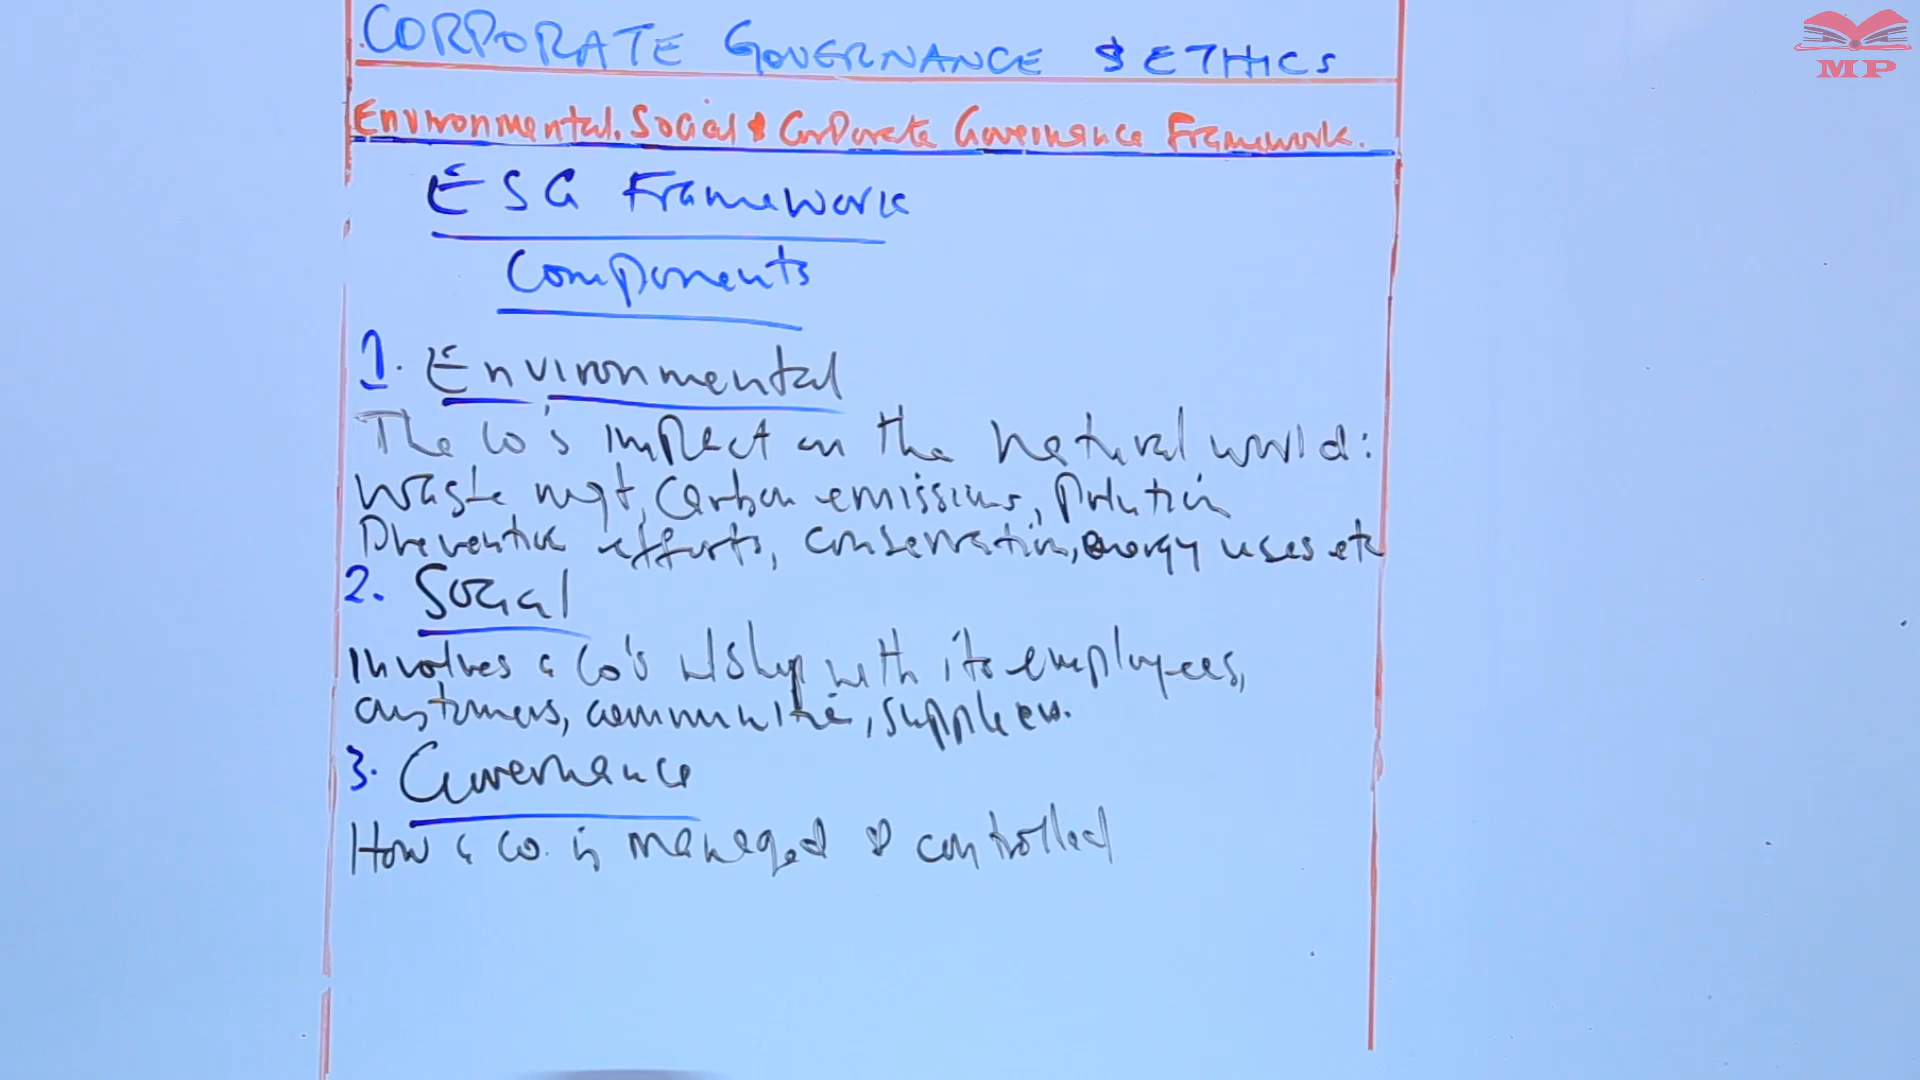 CORPORATE GOVERNANCE & ETHICS
MP
Environmental, Social & Corporate Governance Framework.
ESG Framework
Components
1. Environmental
The Co's impact on the natural world:
Waste mgt, Carbon emissions, Pollution
Preventive efforts, conservation, energy uses etc
2. Social
Involves a Co's r/ship with its employees,
customers, communities, suppliers.
3. Governance
How a co. is managed & controlled